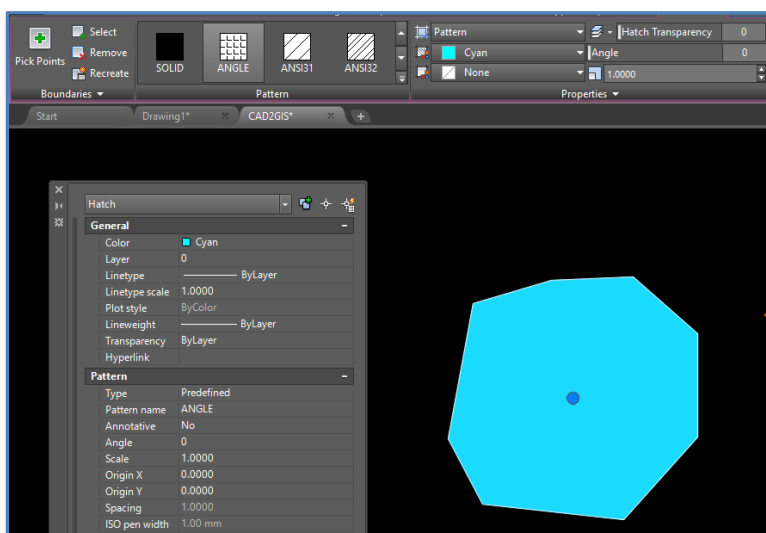 Pick Points
Select
Remove
Recreate
Boundaries
SOLID
ANGLE
ANSI31
ANSI32
Pattern
Pattern
Hatch Transparency 0
Cyan
Angle 0
None
1.0000
Properties
Start
Drawing1*
CAD2GIS*
Hatch
General
Color Cyan
Layer 0
Linetype ByLayer
Linetype scale 1.0000
Plot style ByColor
Lineweight ByLayer
Transparency ByLayer
Hyperlink
Pattern
Type Predefined
Pattern name ANGLE
Annotative No
Angle 0
Scale 1.0000
Origin X 0.0000
Origin Y 0.0000
Spacing 1.0000
ISO pen width 1.00 mm